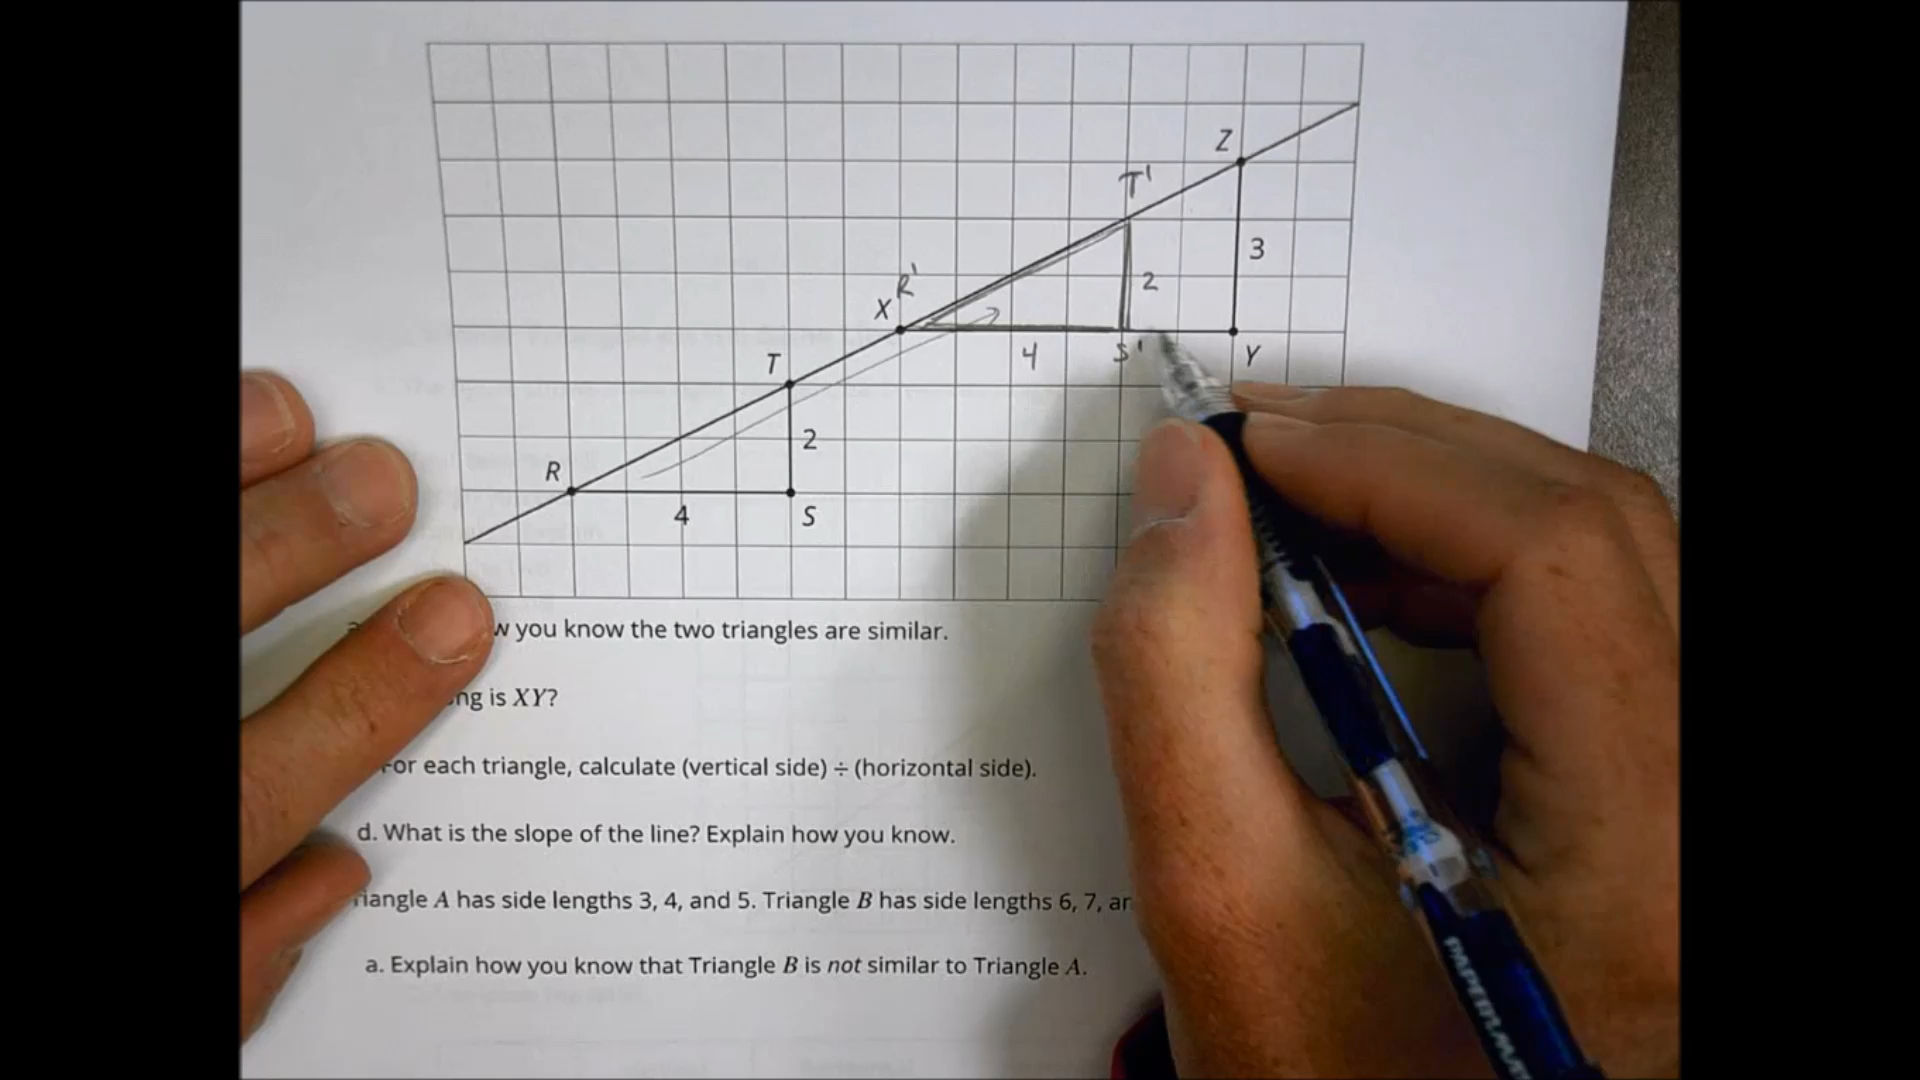 Z
T'
3
R'
X
2
T
4
S'
Y
2
R
4
S
you know the two triangles are similar.
is XY?
For each triangle, calculate (vertical side) ÷ (horizontal side).
d. What is the slope of the line? Explain how you know.
A has side lengths 3, 4, and 5. Triangle B has side lengths 6, 7,
a. Explain how you know that Triangle B is not similar to Triangle A.
PAPERMATE